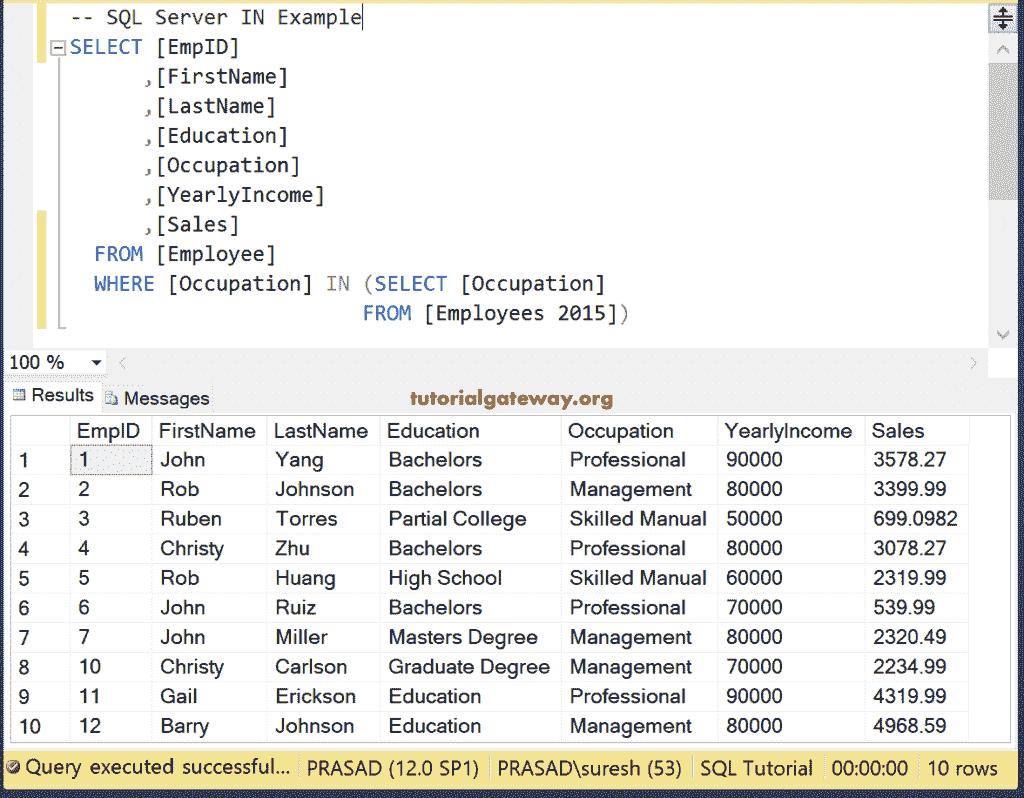 -- SQL Server IN Example
SELECT [EmpID]
,[FirstName]
,[LastName]
,[Education]
,[Occupation]
,[YearlyIncome]
,[Sales]
FROM [Employee]
WHERE [Occupation] IN (SELECT [Occupation]
FROM [Employees 2015])
100 %
Results Messages tutorialgateway.org
EmpID FirstName LastName Education Occupation YearlyIncome Sales
1 1 John Yang Bachelors Professional 90000 3578.27
2 2 Rob Johnson Bachelors Management 80000 3399.99
3 3 Ruben Torres Partial College Skilled Manual 50000 699.0982
4 4 Christy Zhu Bachelors Professional 80000 3078.27
5 5 Rob Huang High School Skilled Manual 60000 2319.99
6 6 John Ruiz Bachelors Professional 70000 539.99
7 7 John Miller Masters Degree Management 80000 2320.49
8 10 Christy Carlson Graduate Degree Management 70000 2234.99
9 11 Gail Erickson Education Professional 90000 4319.99
10 12 Barry Johnson Education Management 80000 4968.59
Query executed successful... PRASAD (12.0 SP1) PRASAD\suresh (53) SQL Tutorial 00:00:00 10 rows